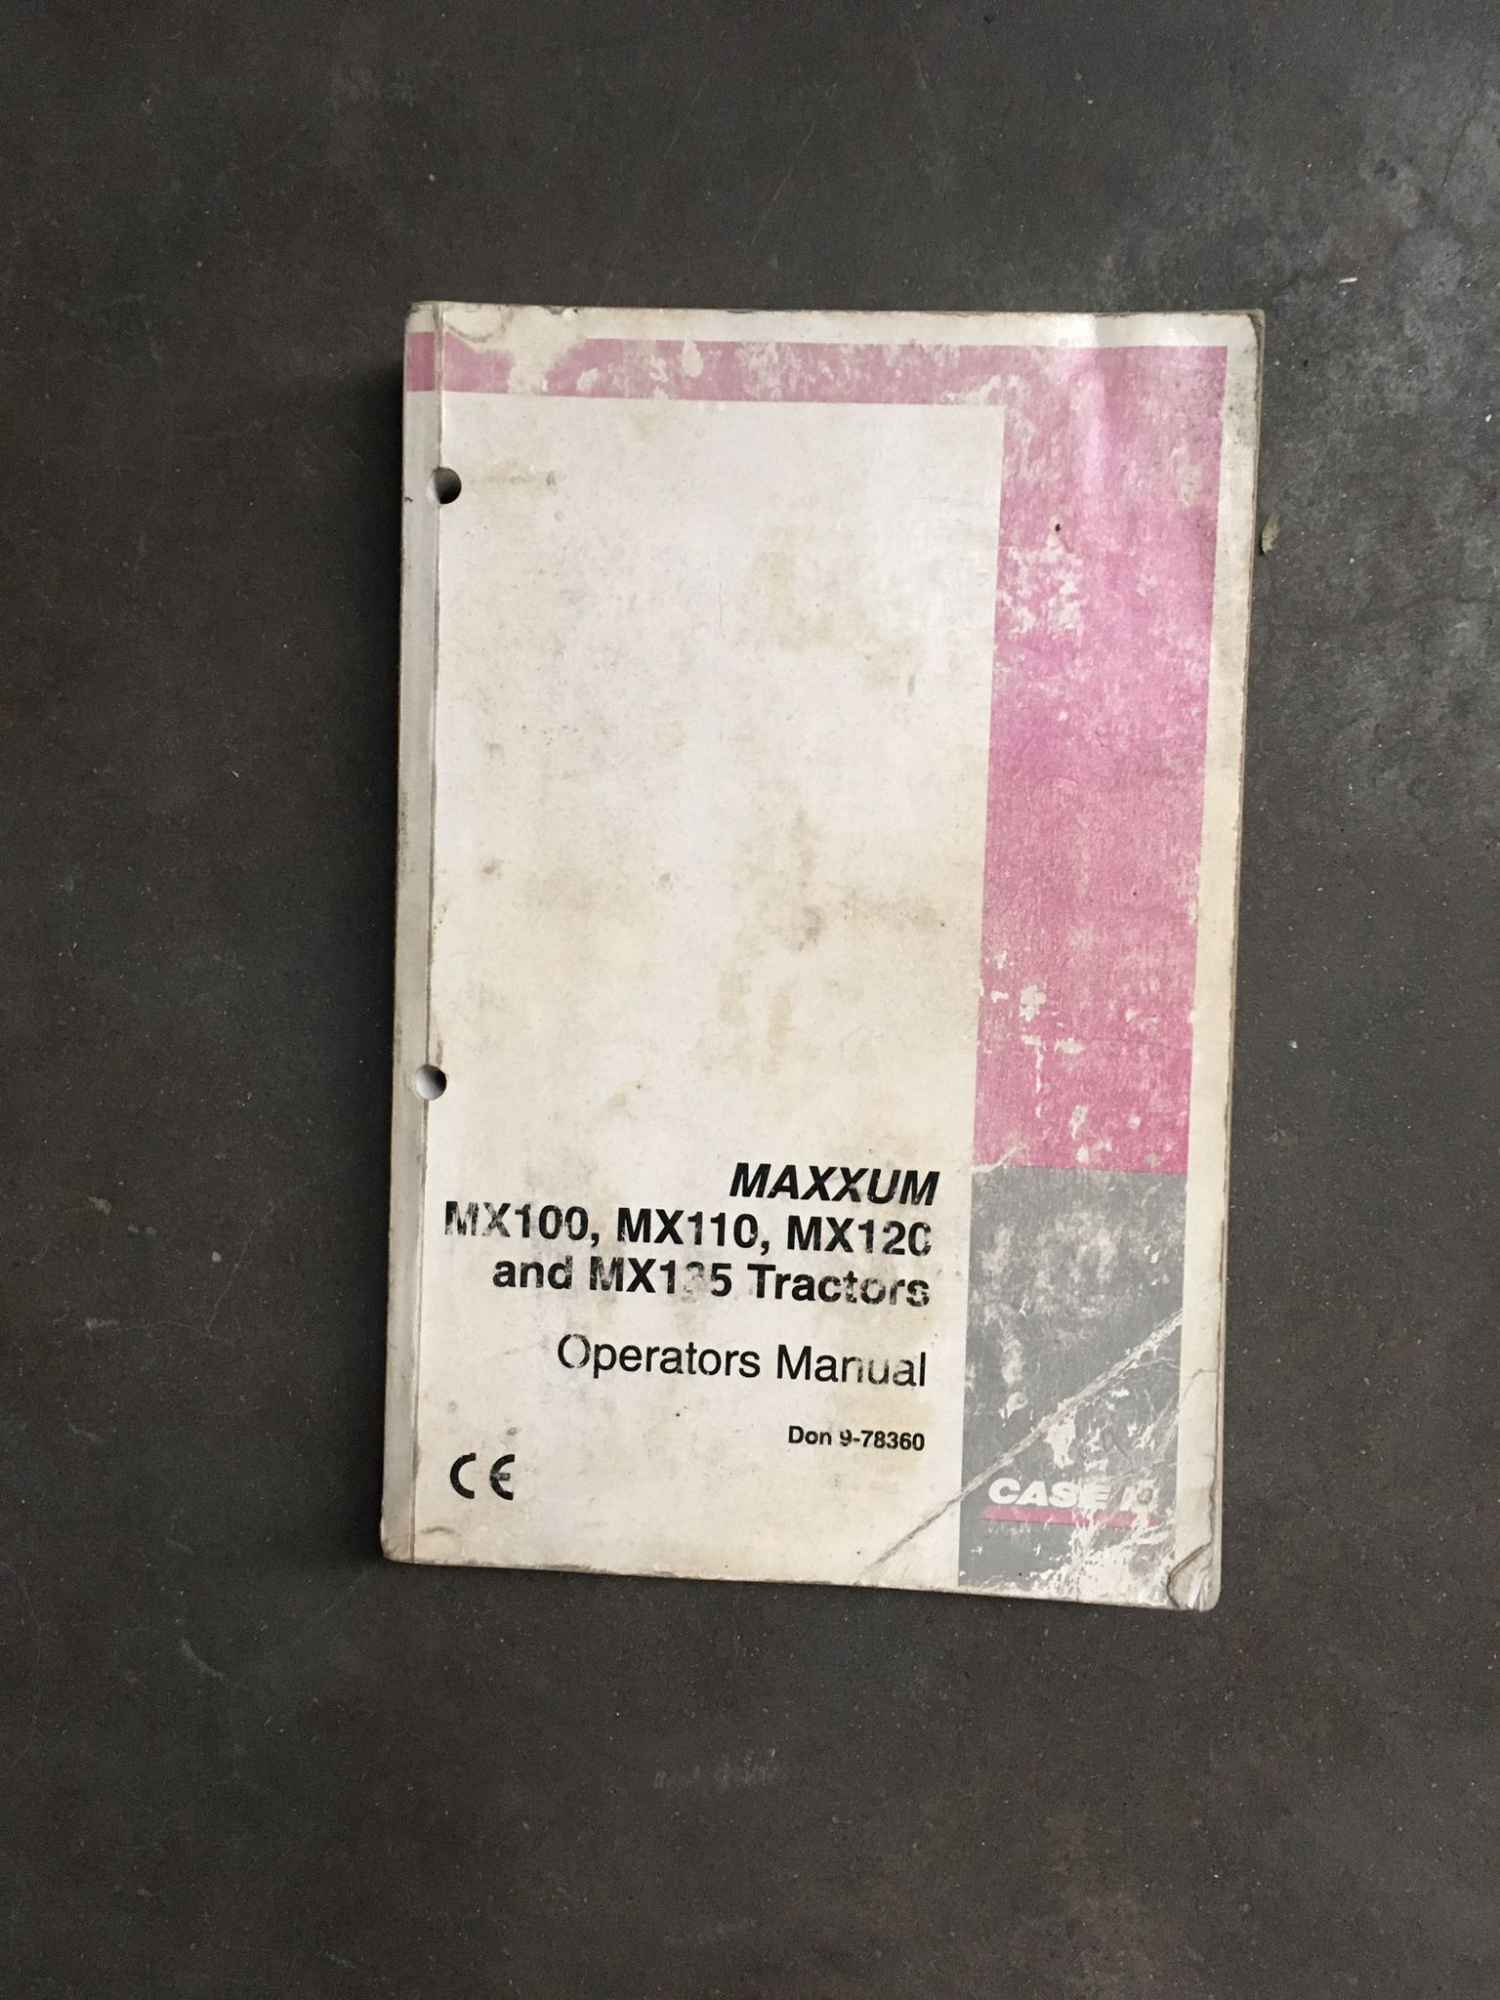 MAXXUM
MX100, MX110, MX120
and MX135 Tractors
Operators Manual
Don 9-78360
CE
CASE